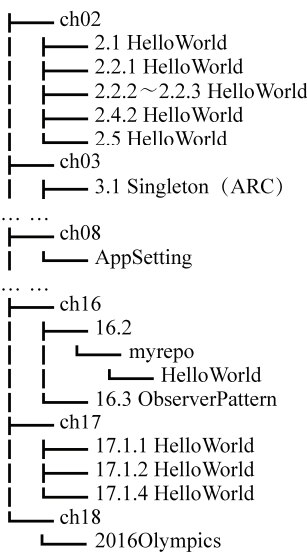 ch02
2.1 HelloWorld
2.2.1 HelloWorld
2.2.2～2.2.3 HelloWorld
2.4.2 HelloWorld
2.5 HelloWorld
ch03
3.1 Singleton（ARC）
… …
ch08
AppSetting
… …
ch16
16.2
myrepo
HelloWorld
16.3 ObserverPattern
ch17
17.1.1 HelloWorld
17.1.2 HelloWorld
17.1.4 HelloWorld
ch18
2016Olympics